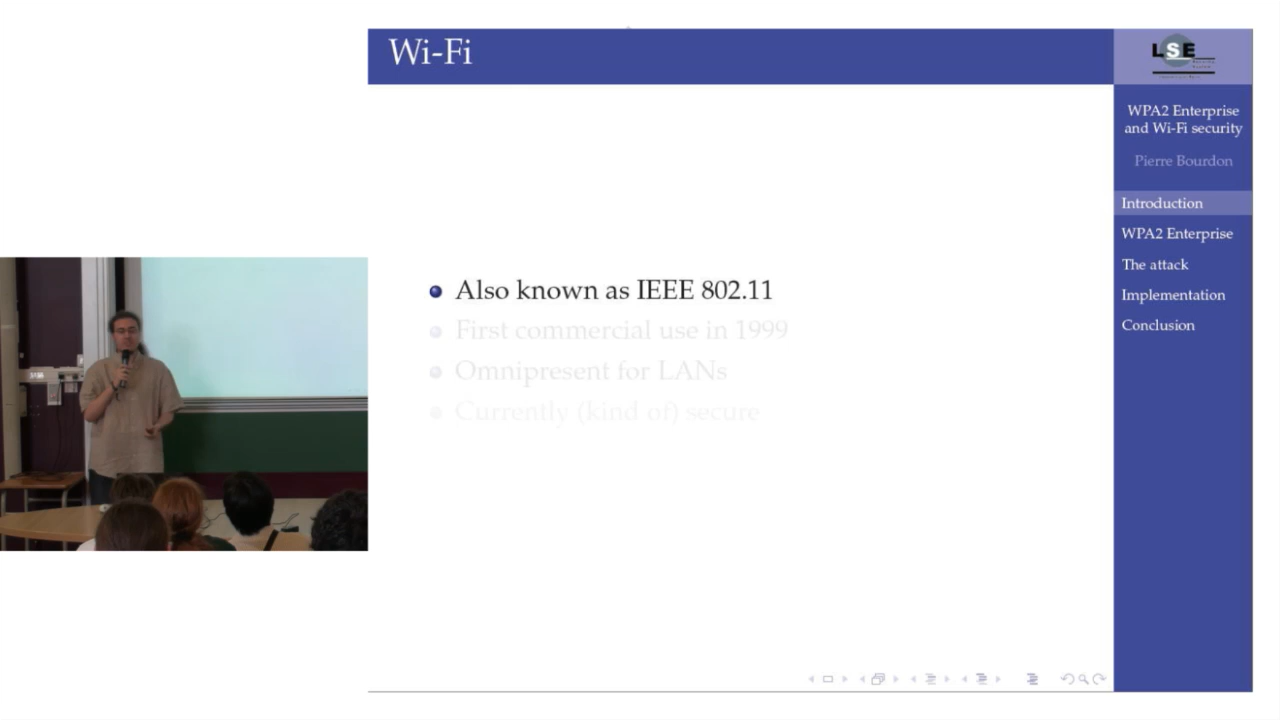 Wi-Fi
Also known as IEEE 802.11
First commercial use in 1999
Omnipresent for LANs
Currently (kind of) secure
LSE
WPA2 Enterprise
and Wi-Fi security
Pierre Bourdon
Introduction
WPA2 Enterprise
The attack
Implementation
Conclusion